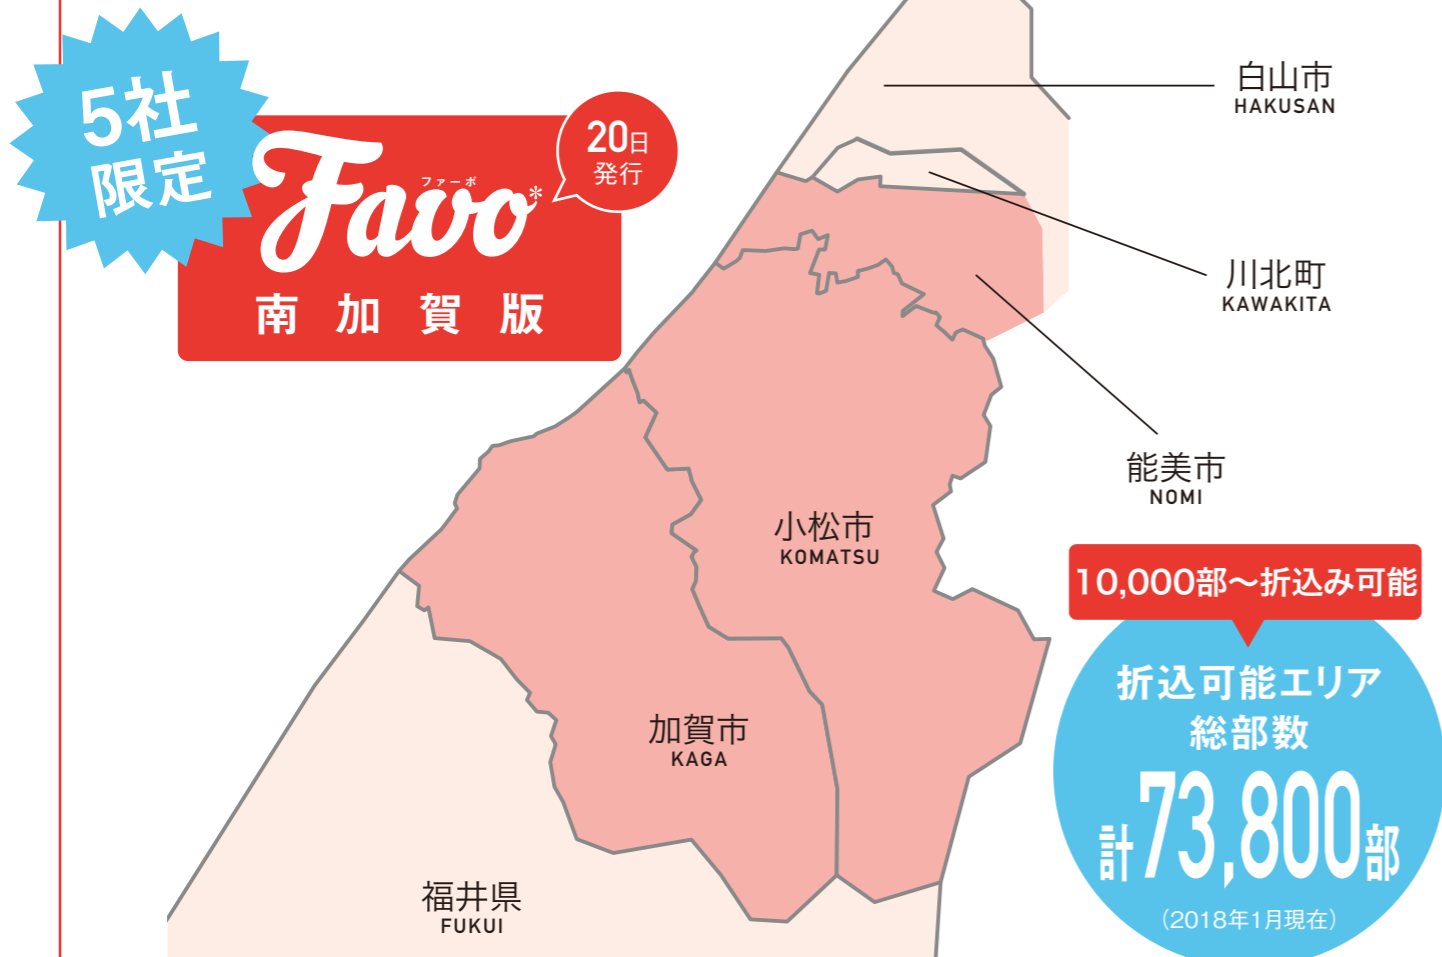 5社
限定
ファーボ
Favo*
南加賀版
20日
発行
白山市
HAKUSAN
川北町
KAWAKITA
能美市
NOMI
小松市
KOMATSU
加賀市
KAGA
福井県
FUKUI
10,000部～折込み可能
折込可能エリア
総部数
計73,800部
（2018年1月現在）